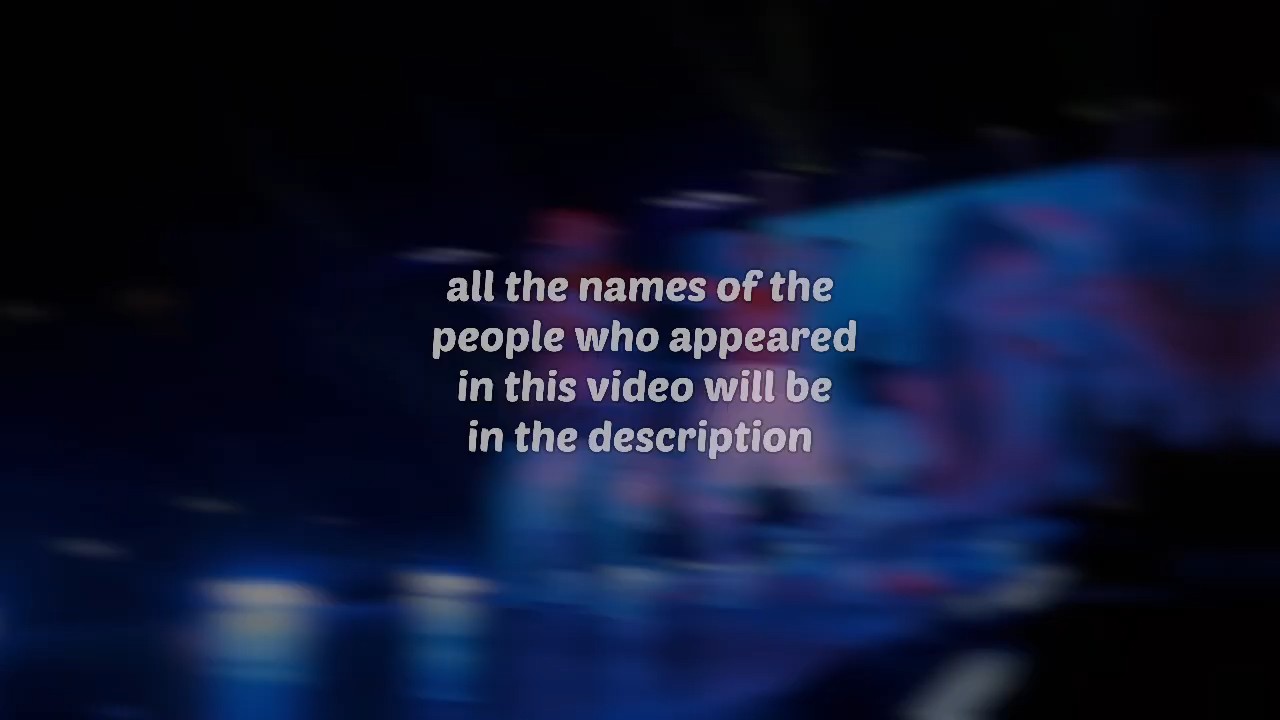 all the names of the
people who appeared
in this video will be
in the description